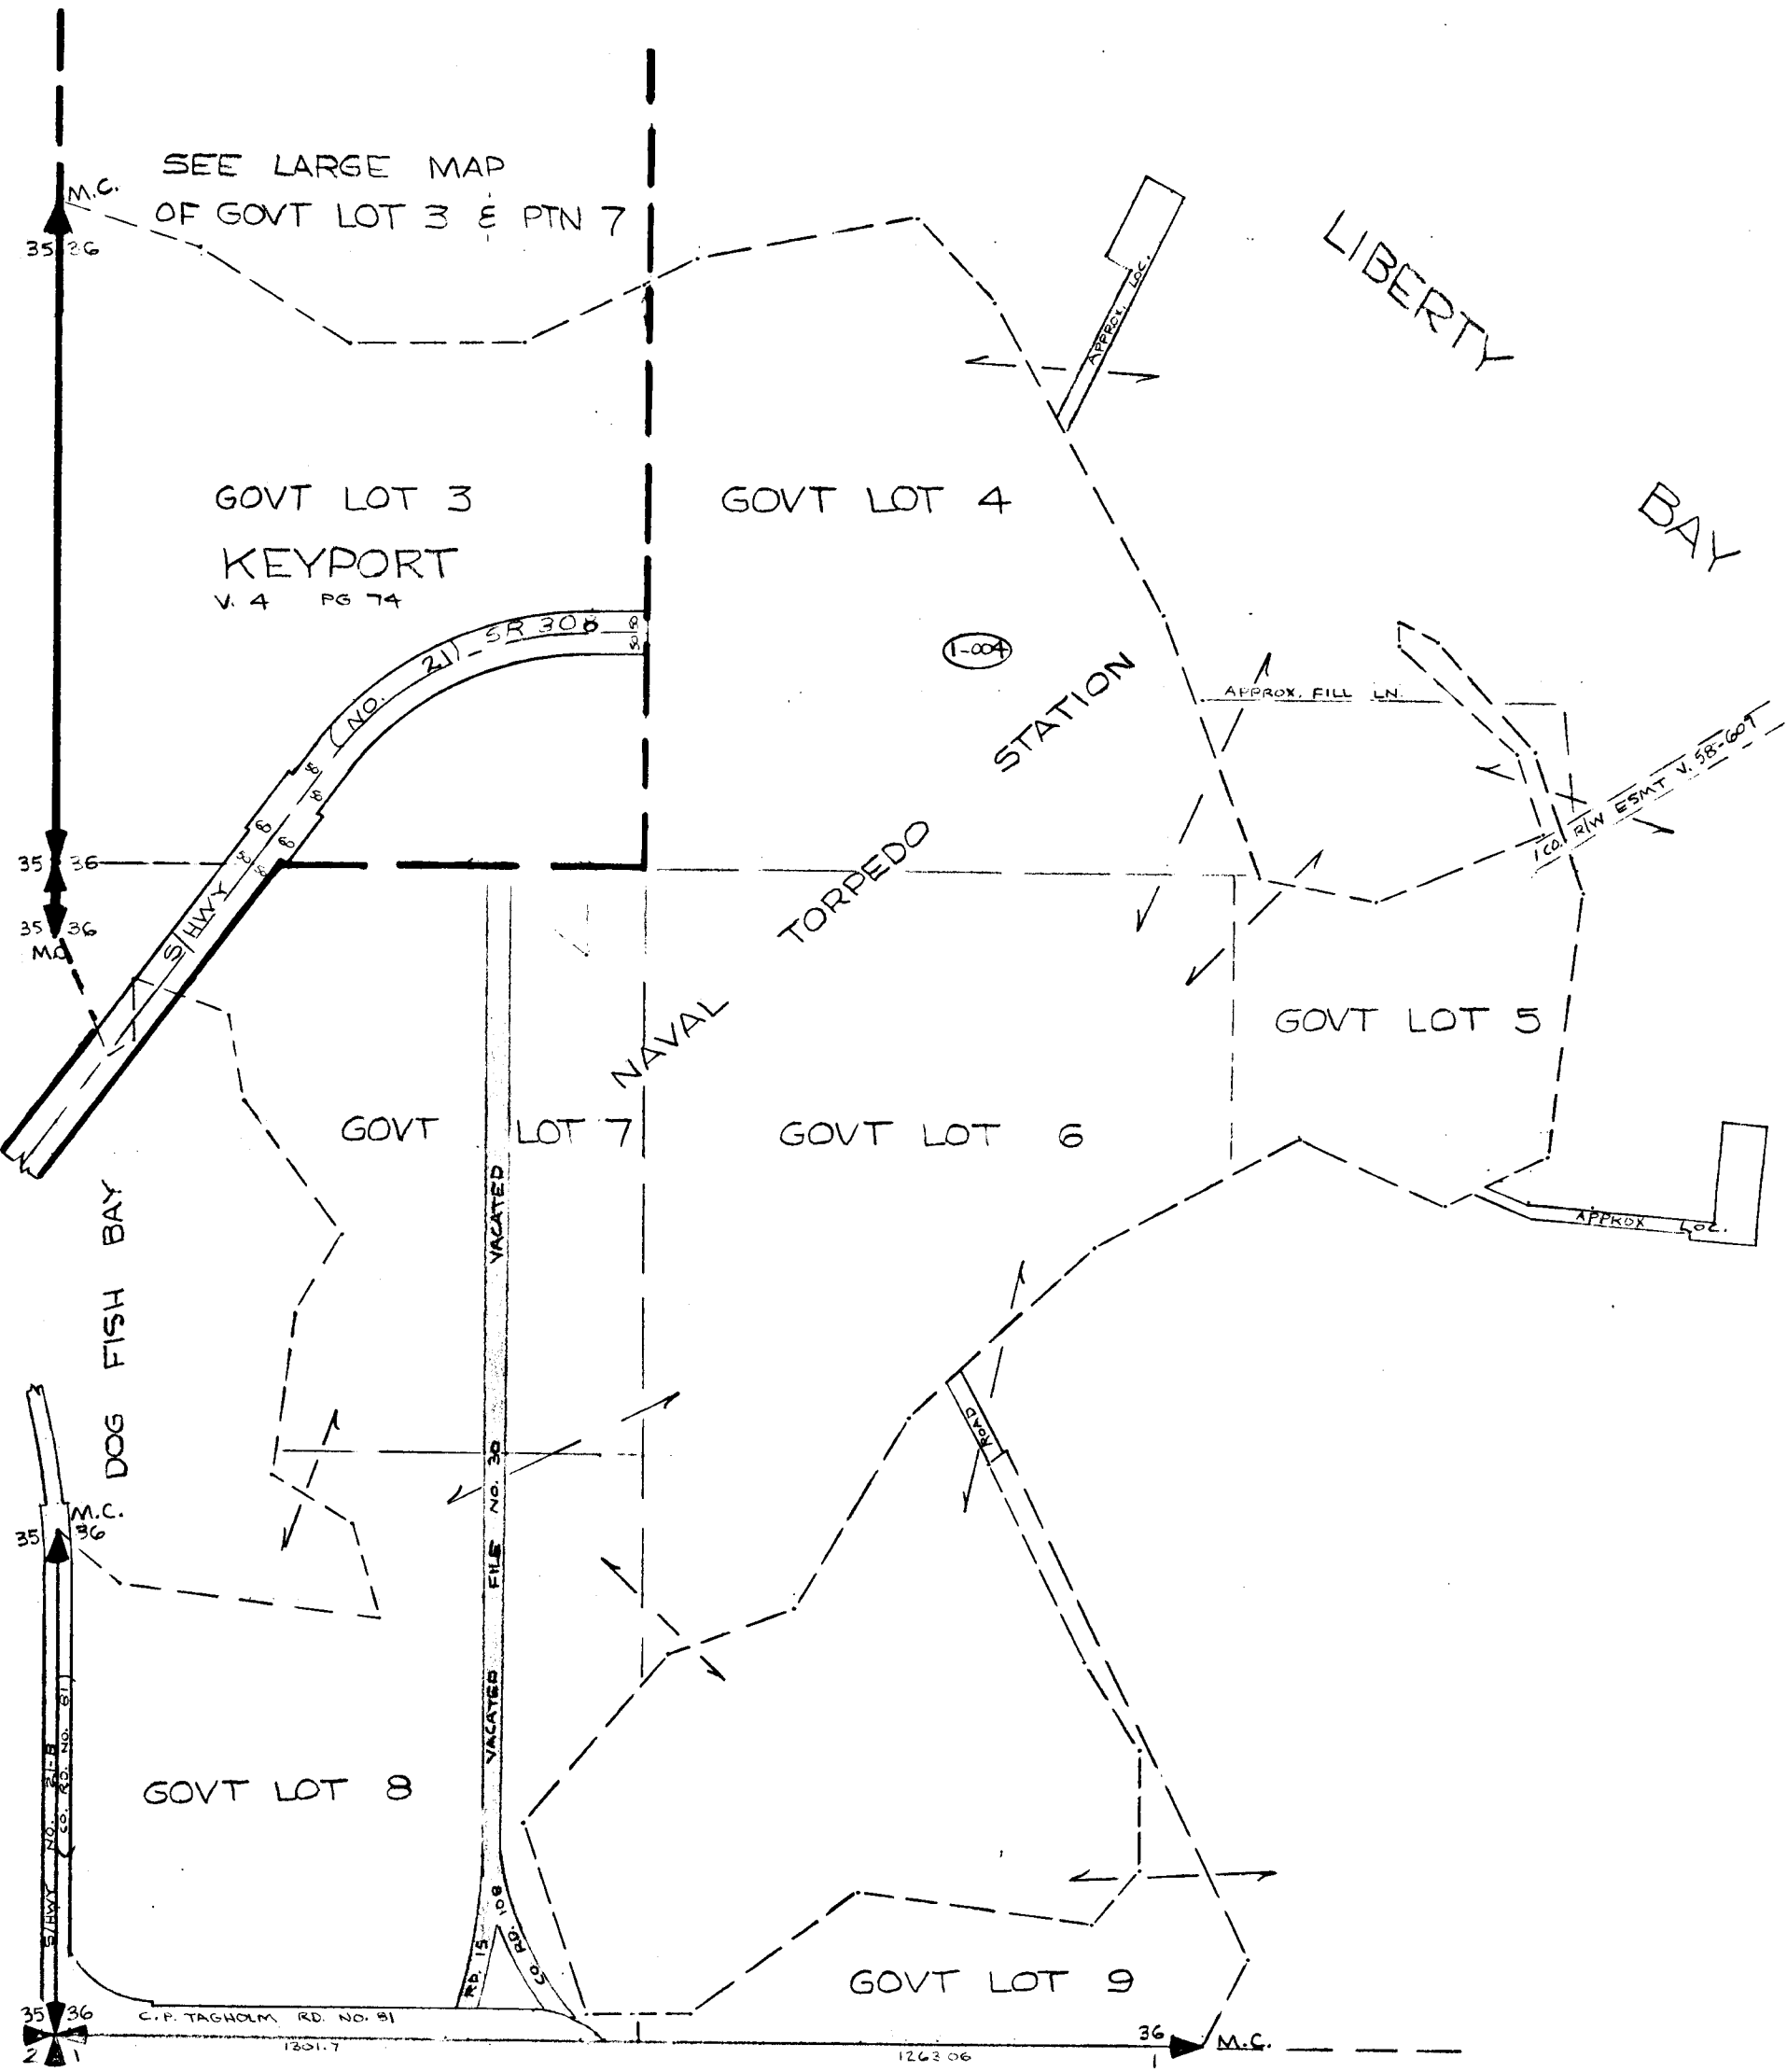 SEE LARGE MAP
OF GOVT LOT 3 & PTN 7
M.C.
35 36
LIBERTY
BAY
APPROX. LOC.
GOVT LOT 3
GOVT LOT 4
KEYPORT
V. 4 PG 74
(NO. 21) SR 308
1-004
NAVAL TORPEDO STATION
APPROX. FILL LN.
R/W ESMT V. 58-607
35 36
35 36
M.C.
S/HWY
GOVT LOT 5
GOVT LOT 7
GOVT LOT 6
VACATED
APPROX LOC.
DOG FISH BAY
ROAD
M.C.
35 36
VACATED FILE NO. 30
S/HWY NO. 21-B
(CO. RD. NO. 81)
GOVT LOT 8
RD. 15
CO. RD. 108
GOVT LOT 9
35 36
C.P. TAGHOLM RD. NO. 81
2 1
1301.7
1263.06
36
1
M.C.